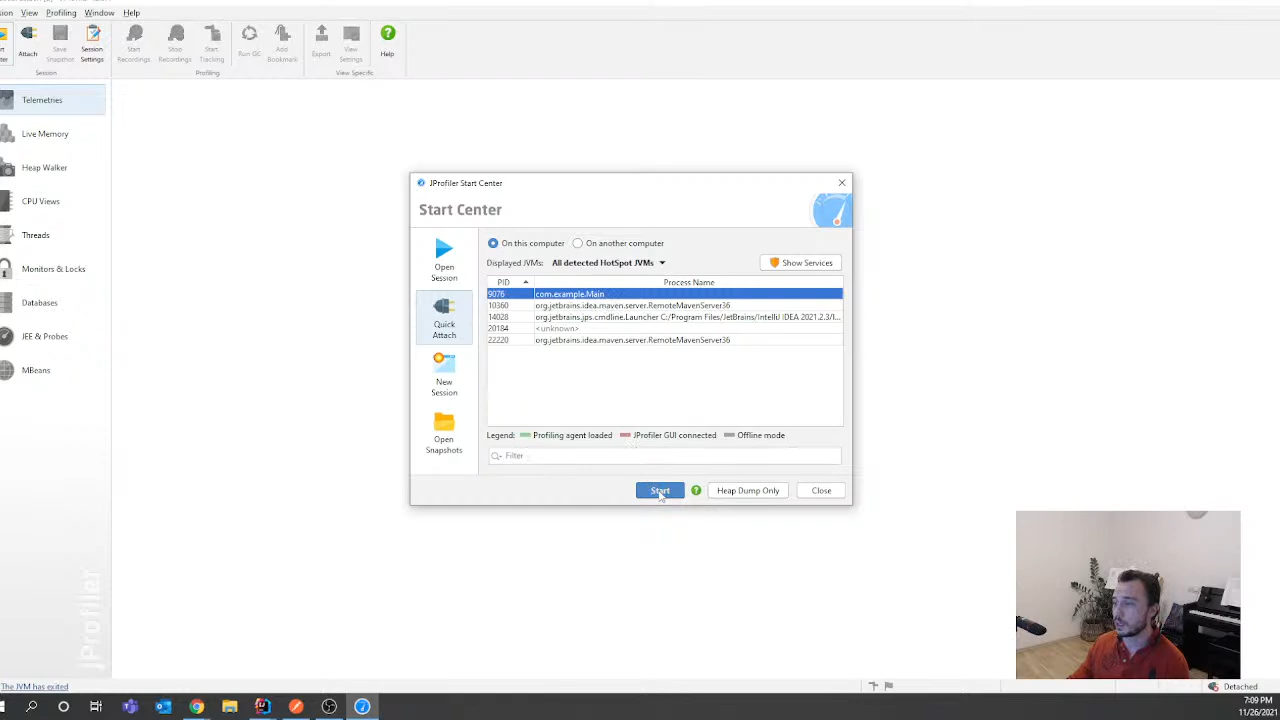 sion View Profiling Window Help
Attach
Save Snapshot
Session Settings
Start Recordings
Stop Recordings
Start Tracking
Run GC
Add Bookmark
Export
View Settings
Help
Session
Profiling
View Specific
Telemetries
Live Memory
Heap Walker
CPU Views
Threads
Monitors & Locks
Databases
JEE & Probes
MBeans
JProfiler
JProfiler Start Center
Start Center
Open Session
Quick Attach
New Session
Open Snapshots
On this computer On another computer
Displayed JVMs: All detected HotSpot JVMs Show Services
PID Process Name
9076 com.example.Main
10360 org.jetbrains.idea.maven.server.RemoteMavenServer36
14028 org.jetbrains.jps.cmdline.Launcher C:/Program Files/JetBrains/IntelliJ IDEA 2021.2.3/l...
20184 <unknown>
22220 org.jetbrains.idea.maven.server.RemoteMavenServer36
Legend: Profiling agent loaded JProfiler GUI connected Offline mode
Filter
Start Heap Dump Only Close
The JVM has exited
Detached
7:09 PM
11/26/2021